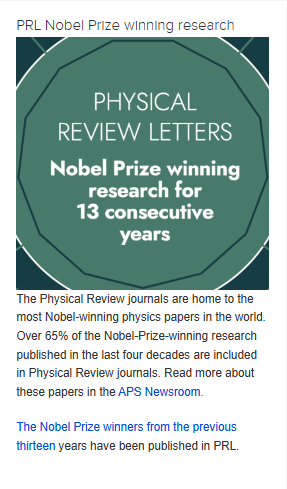 PRL Nobel Prize winning research
PHYSICAL
REVIEW LETTERS
Nobel Prize winning
research for
13 consecutive
years
The Physical Review journals are home to the
most Nobel-winning physics papers in the world.
Over 65% of the Nobel-Prize-winning research
published in the last four decades are included
in Physical Review journals. Read more about
these papers in the APS Newsroom.
The Nobel Prize winners from the previous
thirteen years have been published in PRL.